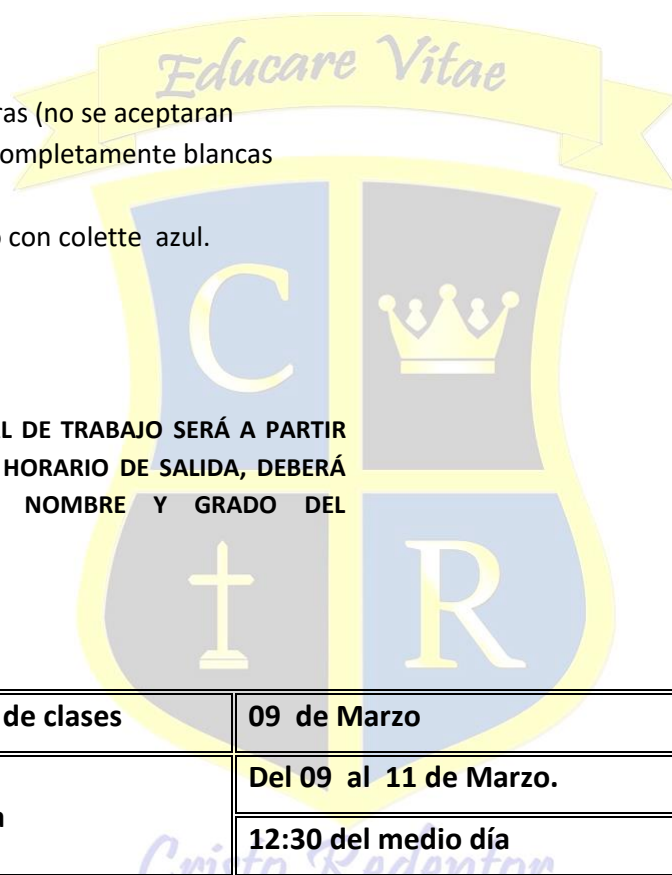 Educare Vitae
ras (no se aceptaran
ompletamente blancas
con colette azul.
C
L DE TRABAJO SERÁ A PARTIR
HORARIO DE SALIDA, DEBERÁ
NOMBRE Y GRADO DEL
R
de clases 09 de Marzo
Del 09 al 11 de Marzo.
12:30 del medio día
Cristo Redentor